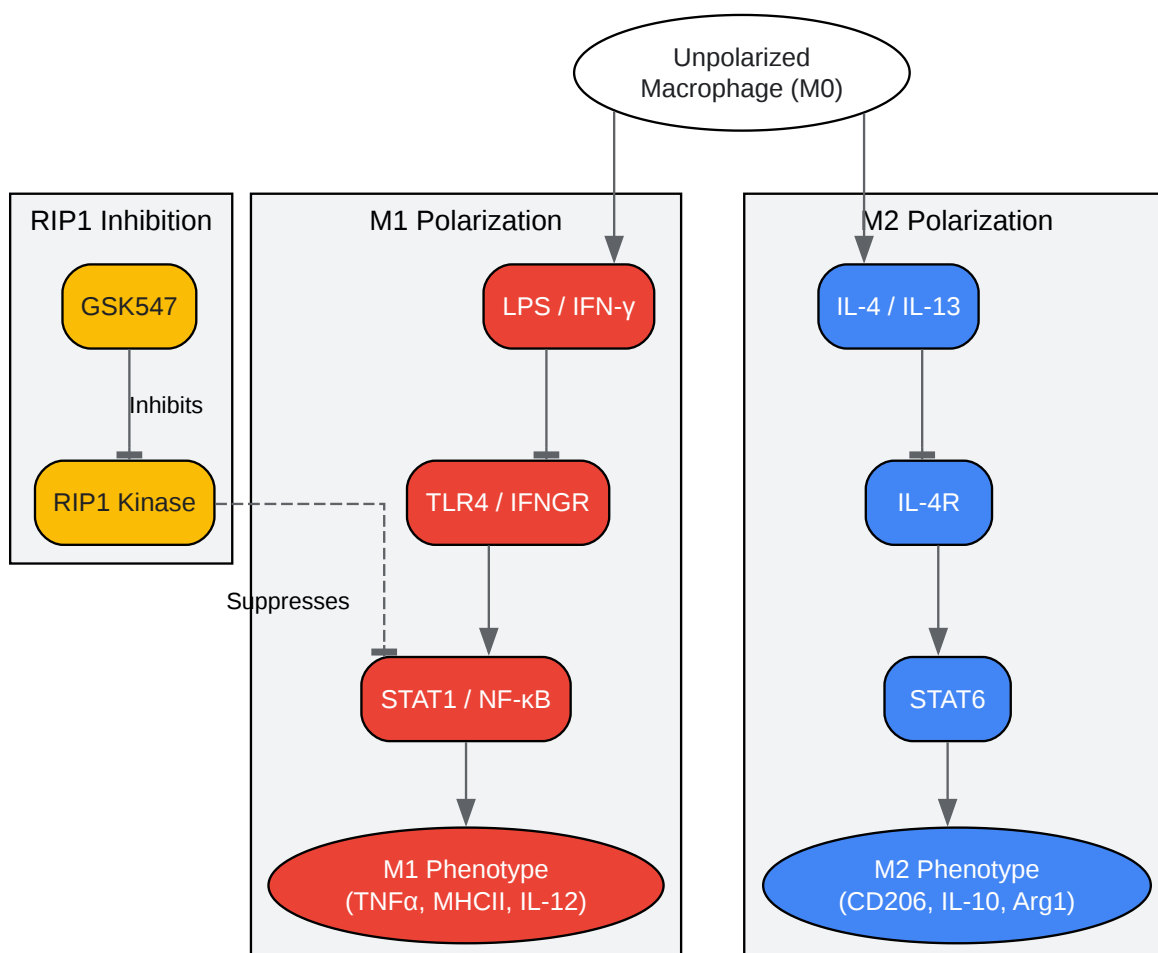 Unpolarized
Macrophage (M0)
RIP1 Inhibition
M1 Polarization
M2 Polarization
GSK547
LPS / IFN-γ
IL-4 / IL-13
Inhibits
RIP1 Kinase
TLR4 / IFNGR
IL-4R
Suppresses
STAT1 / NF-κB
STAT6
M1 Phenotype
(TNFα, MHCII, IL-12)
M2 Phenotype
(CD206, IL-10, Arg1)